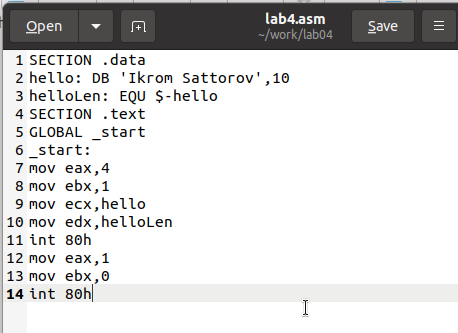 Open
lab4.asm
~/work/lab04
Save
1 SECTION .data
2 hello: DB 'Ikrom Sattorov',10
3 helloLen: EQU $-hello
4 SECTION .text
5 GLOBAL _start
6 _start:
7 mov eax,4
8 mov ebx,1
9 mov ecx,hello
10 mov edx,helloLen
11 int 80h
12 mov eax,1
13 mov ebx,0
14 int 80h